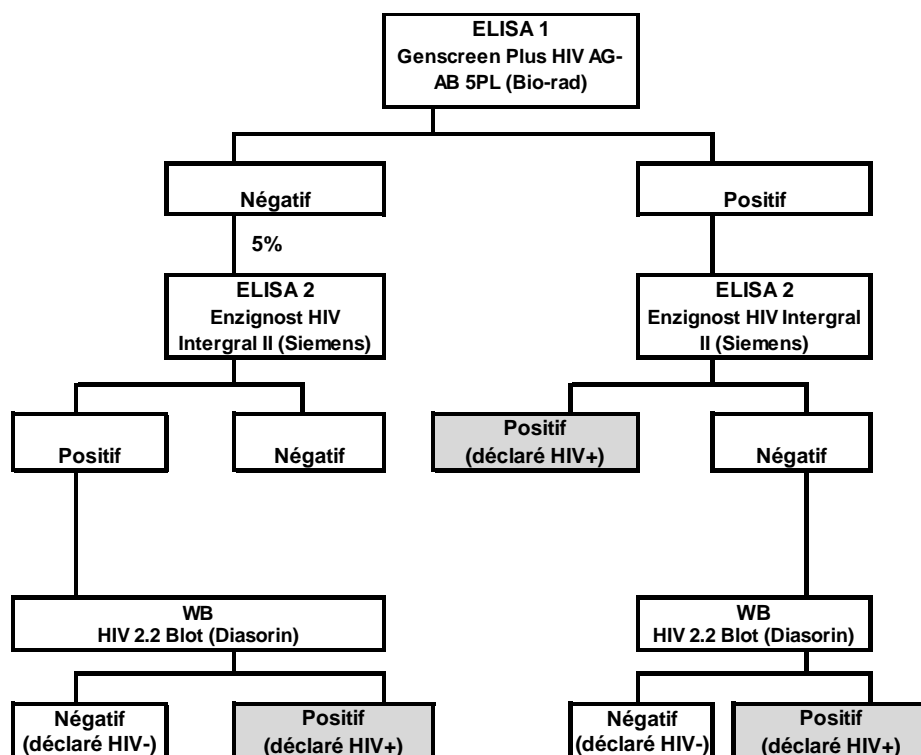 ELISA 1
Genscreen Plus HIV AG-
AB 5PL (Bio-rad)
Négatif
Positif
5%
ELISA 2
Enzignost HIV
Intergral II (Siemens)
ELISA 2
Enzignost HIV Intergral
II (Siemens)
Positif
Négatif
Positif
(déclaré HIV+)
Négatif
WB
HIV 2.2 Blot (Diasorin)
WB
HIV 2.2 Blot (Diasorin)
Négatif
(déclaré HIV-)
Positif
(déclaré HIV+)
Négatif
(déclaré HIV-)
Positif
(déclaré HIV+)